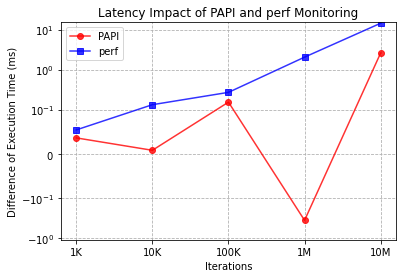 Latency Impact of PAPI and perf Monitoring
PAPI
perf
Difference of Execution Time (ms)
10¹
10⁰
10⁻¹
0
−10⁻¹
−10⁰
1K 10K 100K 1M 10M
Iterations